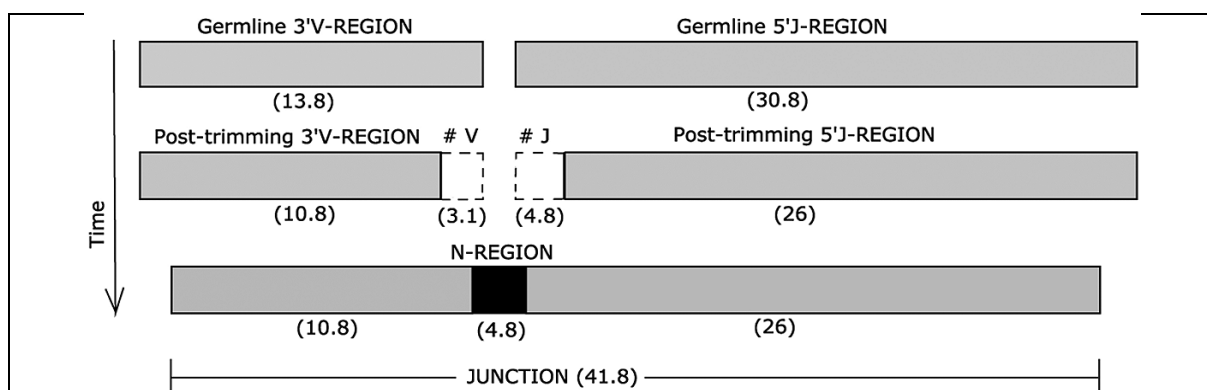 Germline 3'V-REGION Germline 5'J-REGION
(13.8) (30.8)
Post-trimming 3'V-REGION # V # J Post-trimming 5'J-REGION
(10.8) (3.1) (4.8) (26)
Time
N-REGION
(10.8) (4.8) (26)
JUNCTION (41.8)